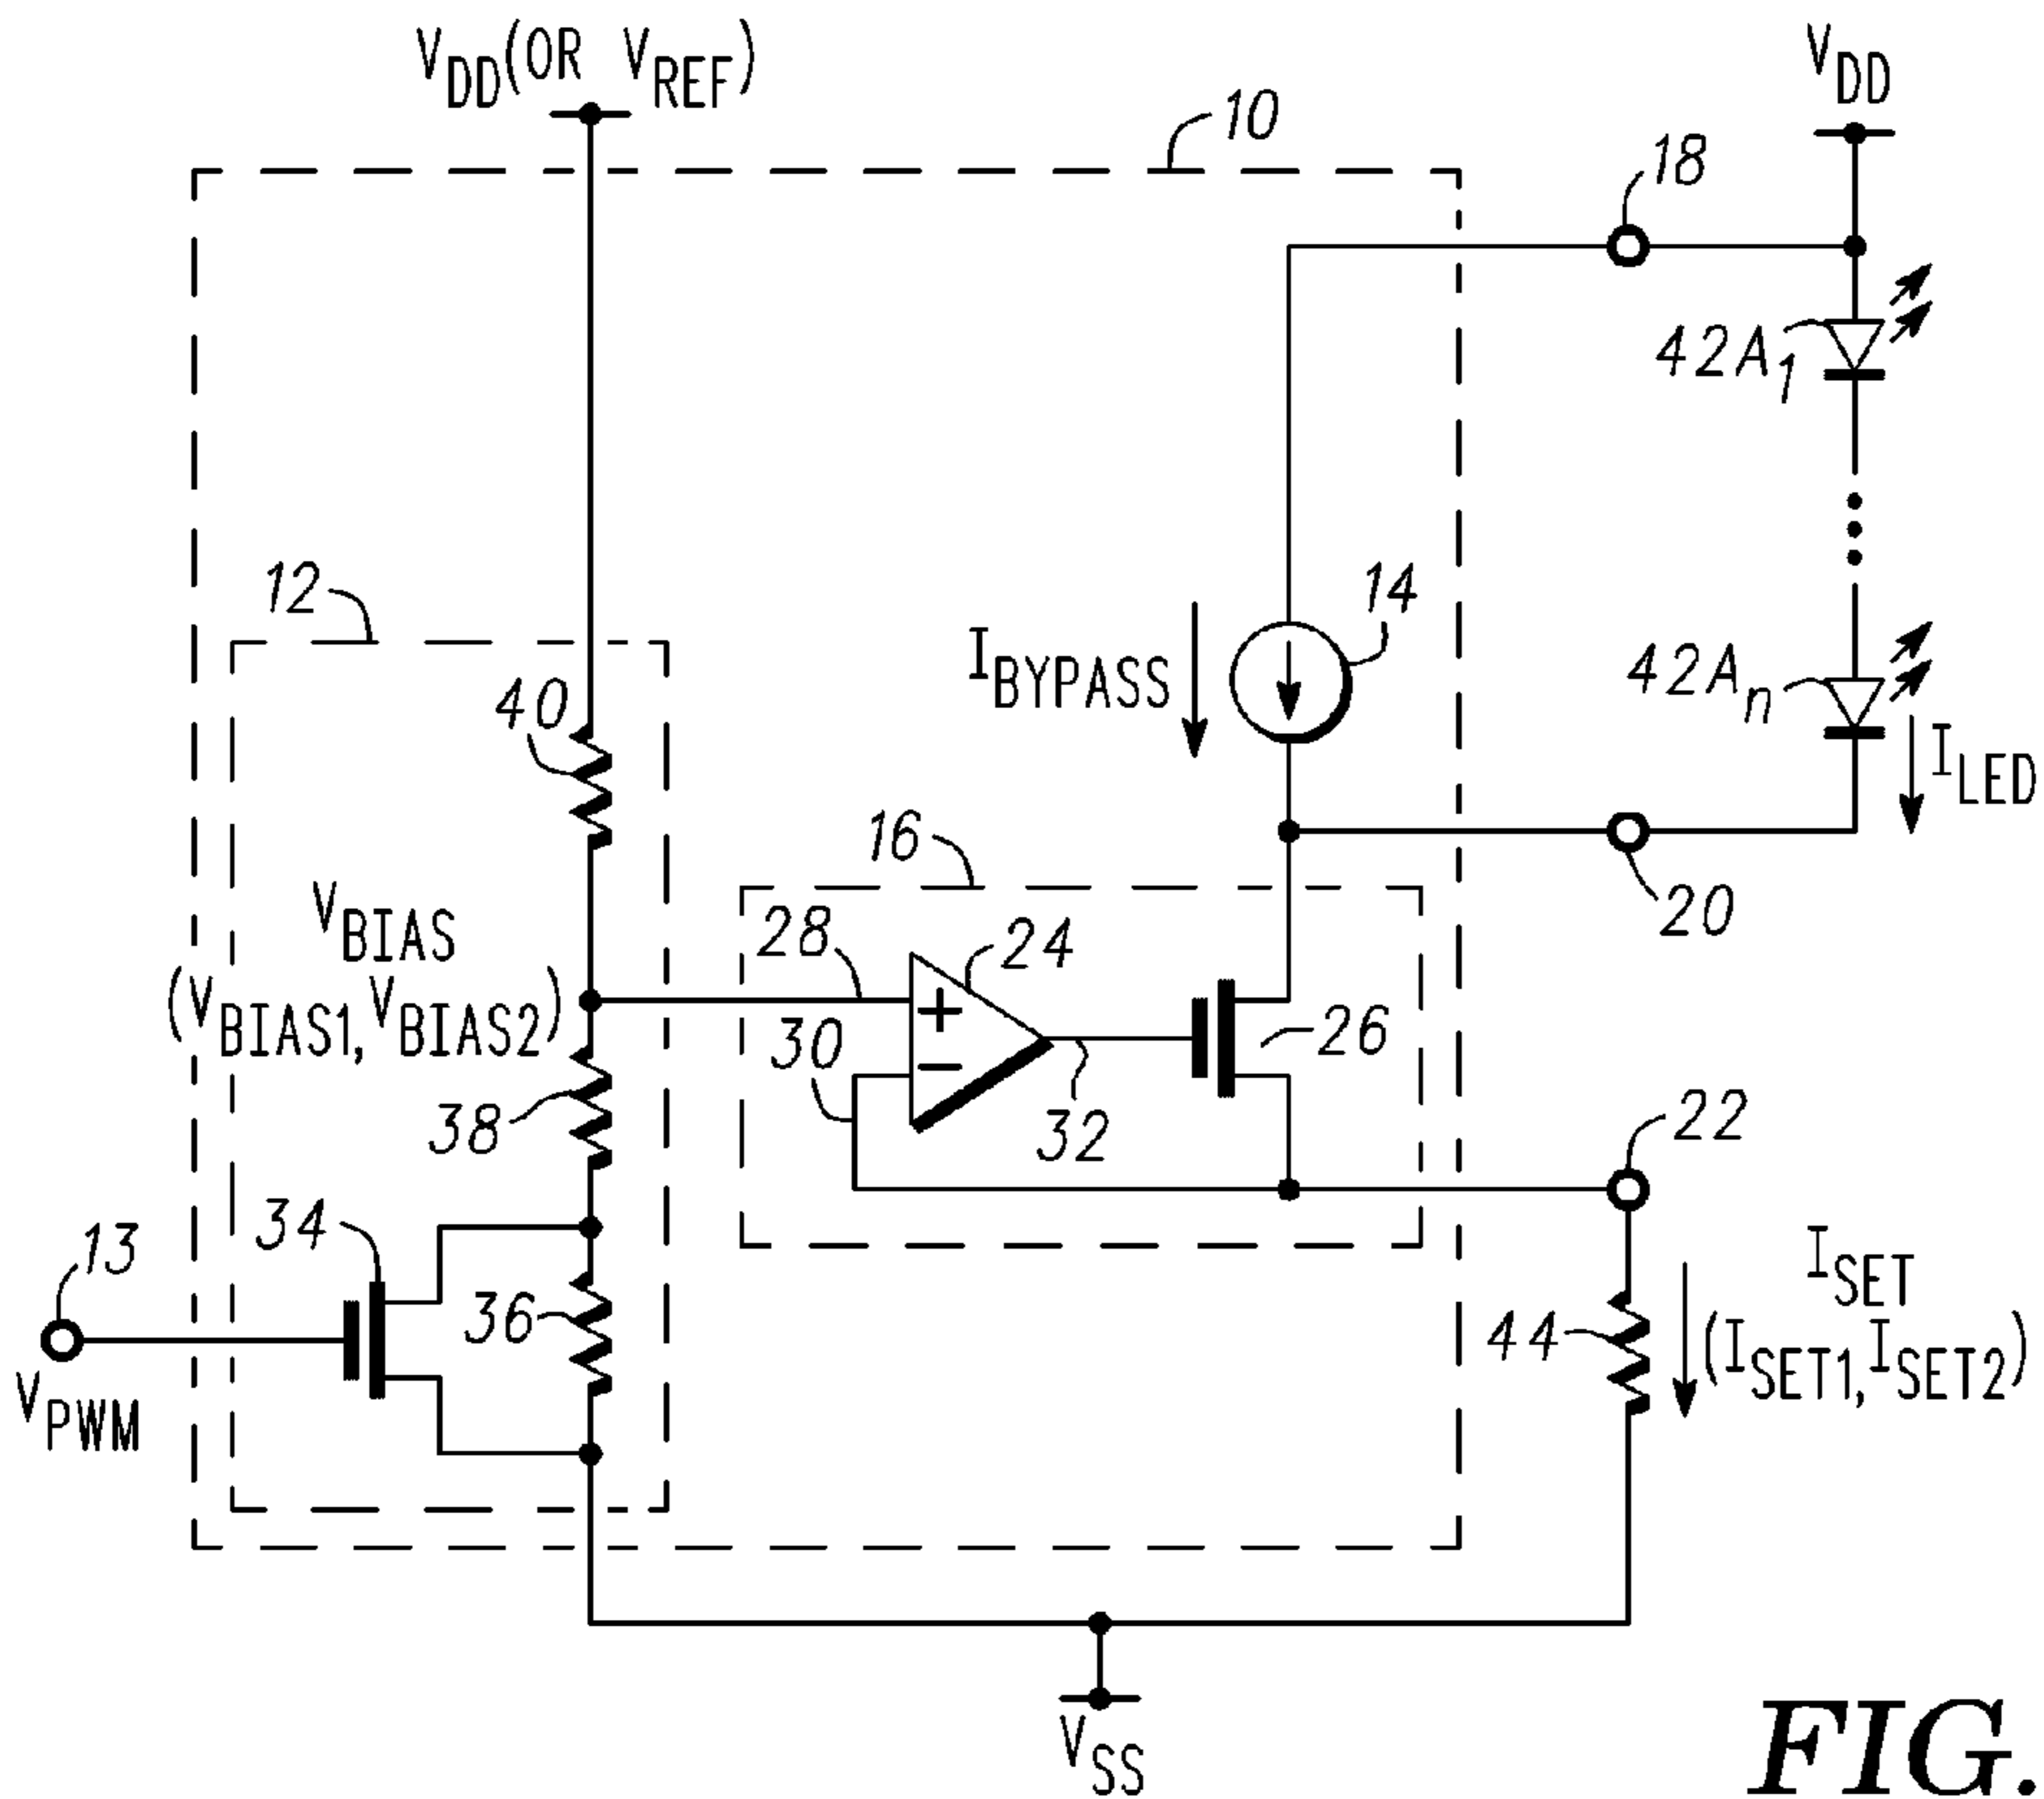 VDD(OR VREF)
VDD
10
18
42A1
12
14
IBYPASS
40
42An
ILED
16
20
VBIAS
(VBIAS1, VBIAS2)
28
24
26
30
32
38
22
34
13
36
VPWM
ISET
(ISET1, ISET2)
44
VSS
FIG.